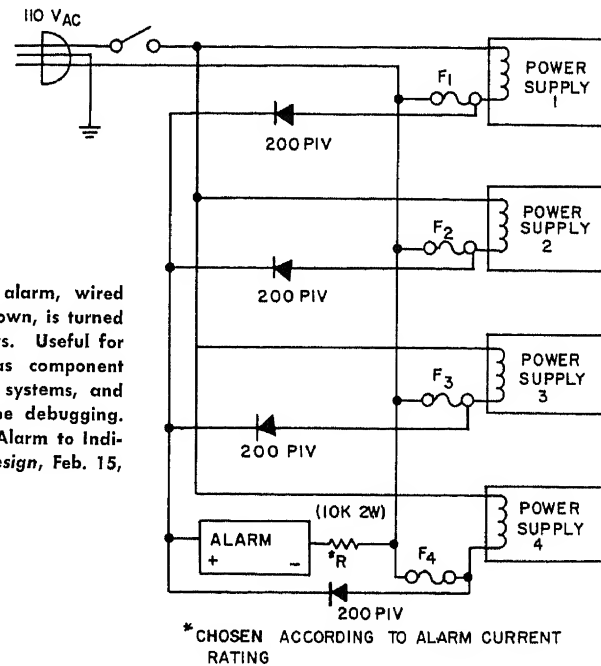 110 VAC
F1
POWER
SUPPLY
1
200 PIV
F2
POWER
SUPPLY
2
200 PIV
alarm, wired
own, is turned
s. Useful for
as component
systems, and
ne debugging.
Alarm to Indi-
esign, Feb. 15,
F3
POWER
SUPPLY
3
200 PIV
(10K 2W)
ALARM
+ -
*R
F4
POWER
SUPPLY
4
200 PIV
*CHOSEN ACCORDING TO ALARM CURRENT
RATING